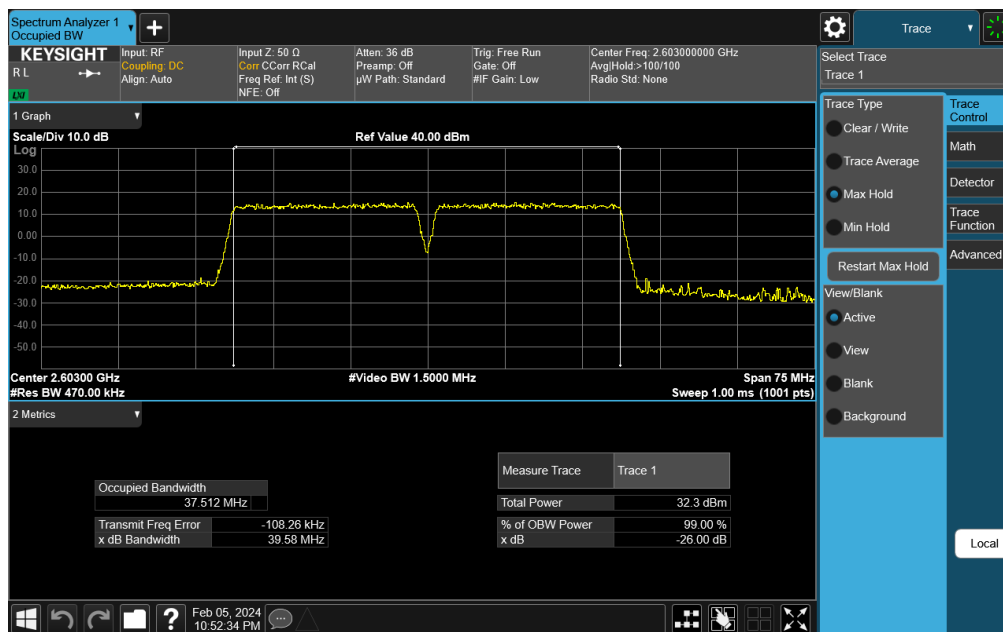 Spectrum Analyzer 1
Occupied BW
Trace
KEYSIGHT
R L
LXI
Input: RF
Coupling: DC
Align: Auto
Input Z: 50 Ω
Corr CCorr RCal
Freq Ref: Int (S)
NFE: Off
Atten: 36 dB
Preamp: Off
µW Path: Standard
Trig: Free Run
Gate: Off
#IF Gain: Low
Center Freq: 2.603000000 GHz
Avg|Hold:>100/100
Radio Std: None
Select Trace
Trace 1
1 Graph
Scale/Div 10.0 dB
Ref Value 40.00 dBm
Log
30.0
20.0
10.0
0.00
-10.0
-20.0
-30.0
-40.0
-50.0
Center 2.60300 GHz
#Video BW 1.5000 MHz
Span 75 MHz
#Res BW 470.00 kHz
Sweep 1.00 ms (1001 pts)
2 Metrics
Measure Trace
Trace 1
Occupied Bandwidth
37.512 MHz
Total Power
32.3 dBm
Transmit Freq Error
-108.26 kHz
% of OBW Power
99.00 %
x dB Bandwidth
39.58 MHz
x dB
-26.00 dB
Trace Type
Clear / Write
Trace Average
Max Hold
Min Hold
Restart Max Hold
View/Blank
Active
View
Blank
Background
Trace
Control
Math
Detector
Trace
Function
Advanced
Local
?
Feb 05, 2024
10:52:34 PM